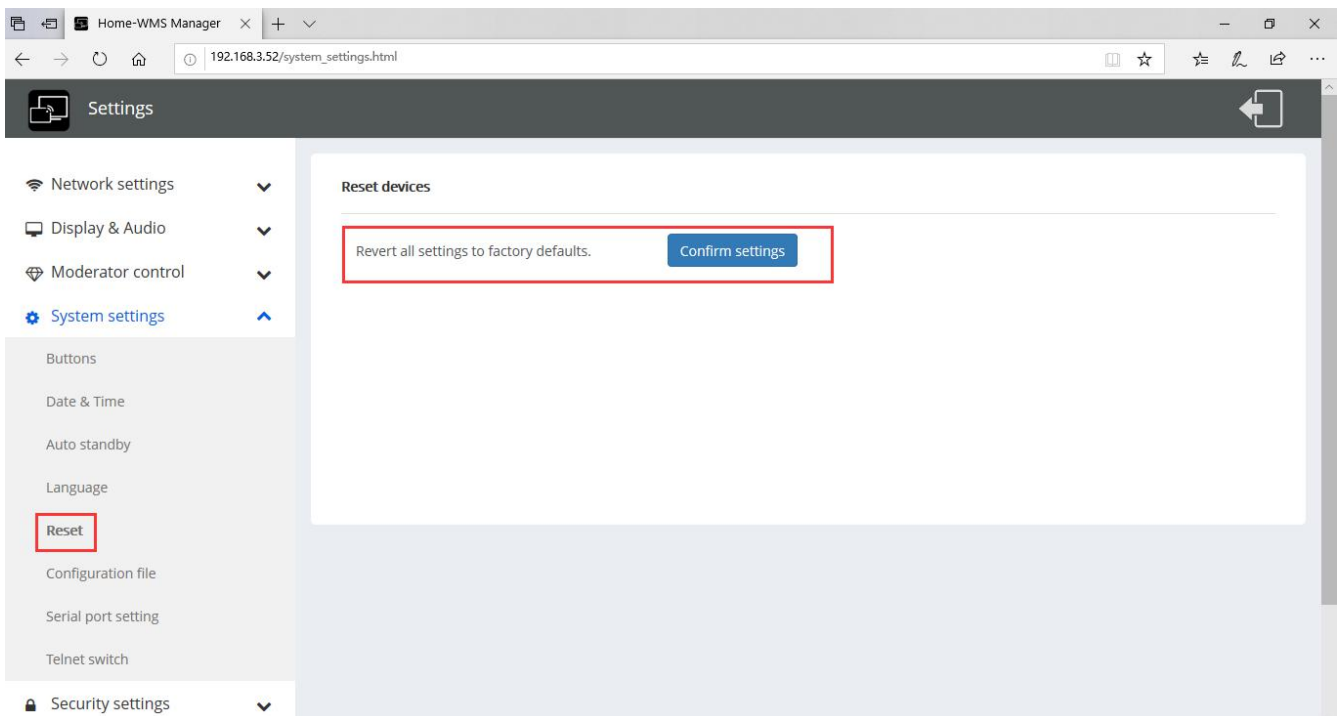 Home-WMS Manager
192.168.3.52/system_settings.html
Settings
Network settings
Display & Audio
Moderator control
System settings
Buttons
Date & Time
Auto standby
Language
Reset
Configuration file
Serial port setting
Telnet switch
Security settings
Reset devices
Revert all settings to factory defaults.
Confirm settings